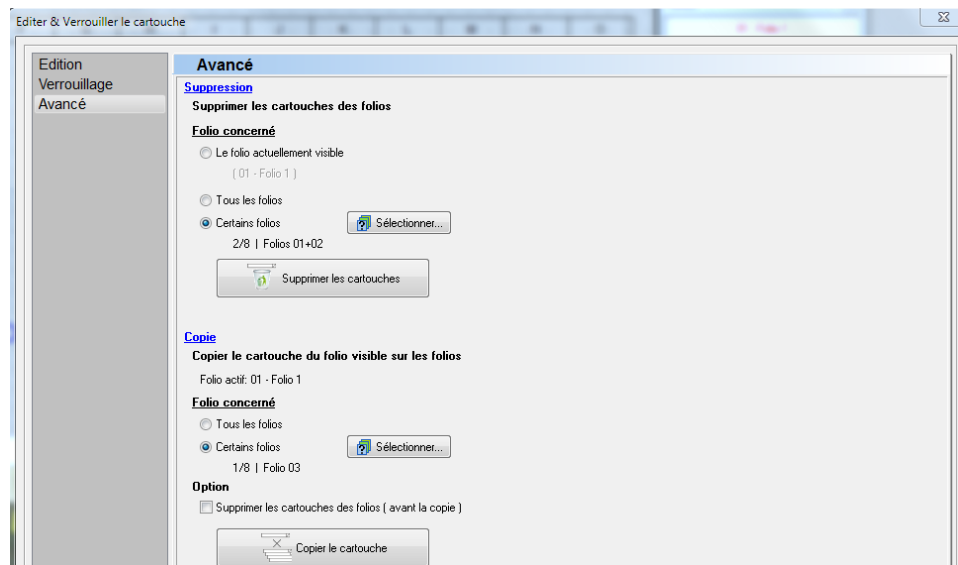 Editer & Verrouiller le cartouche
Edition
Verrouillage
Avancé
Avancé
Suppression
Supprimer les cartouches des folios
Folio concerné
Le folio actuellement visible
( 01 - Folio 1 )
Tous les folios
Certains folios
Sélectionner...
2/8 | Folios 01+02
Supprimer les cartouches
Copie
Copier le cartouche du folio visible sur les folios
Folio actif: 01 - Folio 1
Folio concerné
Tous les folios
Certains folios
Sélectionner...
1/8 | Folio 03
Option
Supprimer les cartouches des folios ( avant la copie )
Copier le cartouche